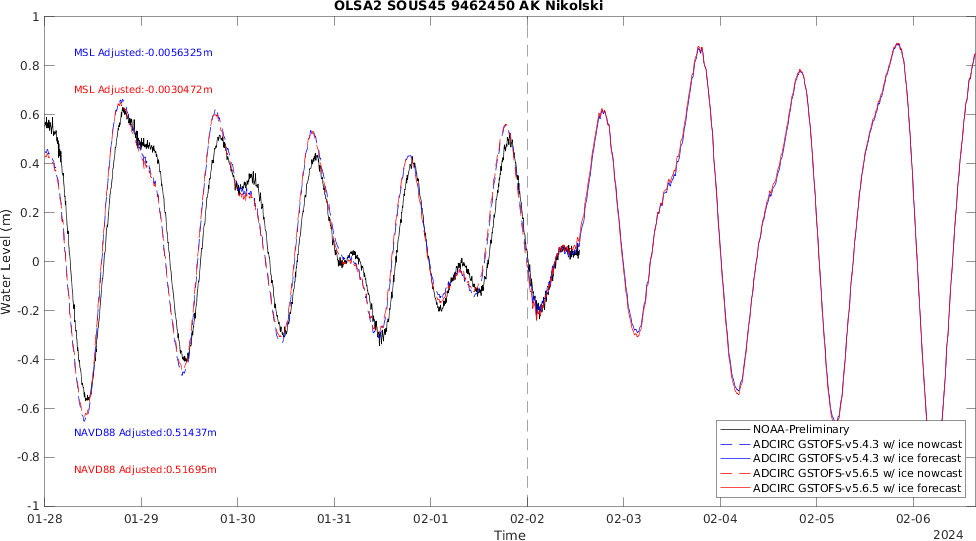 OLSA2 SOUS45 9462450 AK Nikolski
1
0.8
0.6
0.4
0.2
0
-0.2
-0.4
-0.6
-0.8
-1
Water Level (m)
MSL Adjusted:-0.0056325m
MSL Adjusted:-0.0030472m
NAVD88 Adjusted:0.51437m
NAVD88 Adjusted:0.51695m
NOAA-Preliminary
ADCIRC GSTOFS-v5.4.3 w/ ice nowcast
ADCIRC GSTOFS-v5.4.3 w/ ice forecast
ADCIRC GSTOFS-v5.6.5 w/ ice nowcast
ADCIRC GSTOFS-v5.6.5 w/ ice forecast
01-28 01-29 01-30 01-31 02-01 02-02 02-03 02-04 02-05 02-06
Time
2024